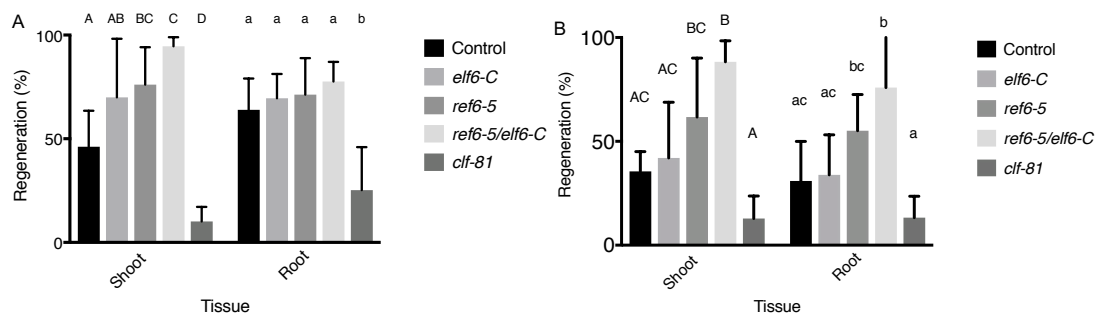 A
A AB BC C D a a a a b
100
50
0
Regeneration (%)
Shoot
Root
Tissue
Control
elf6-C
ref6-5
ref6-5/elf6-C
clf-81
B
AC AC BC B A ac ac bc b a
100
50
0
Regeneration (%)
Shoot
Root
Tissue
Control
elf6-C
ref6-5
ref6-5/elf6-C
clf-81